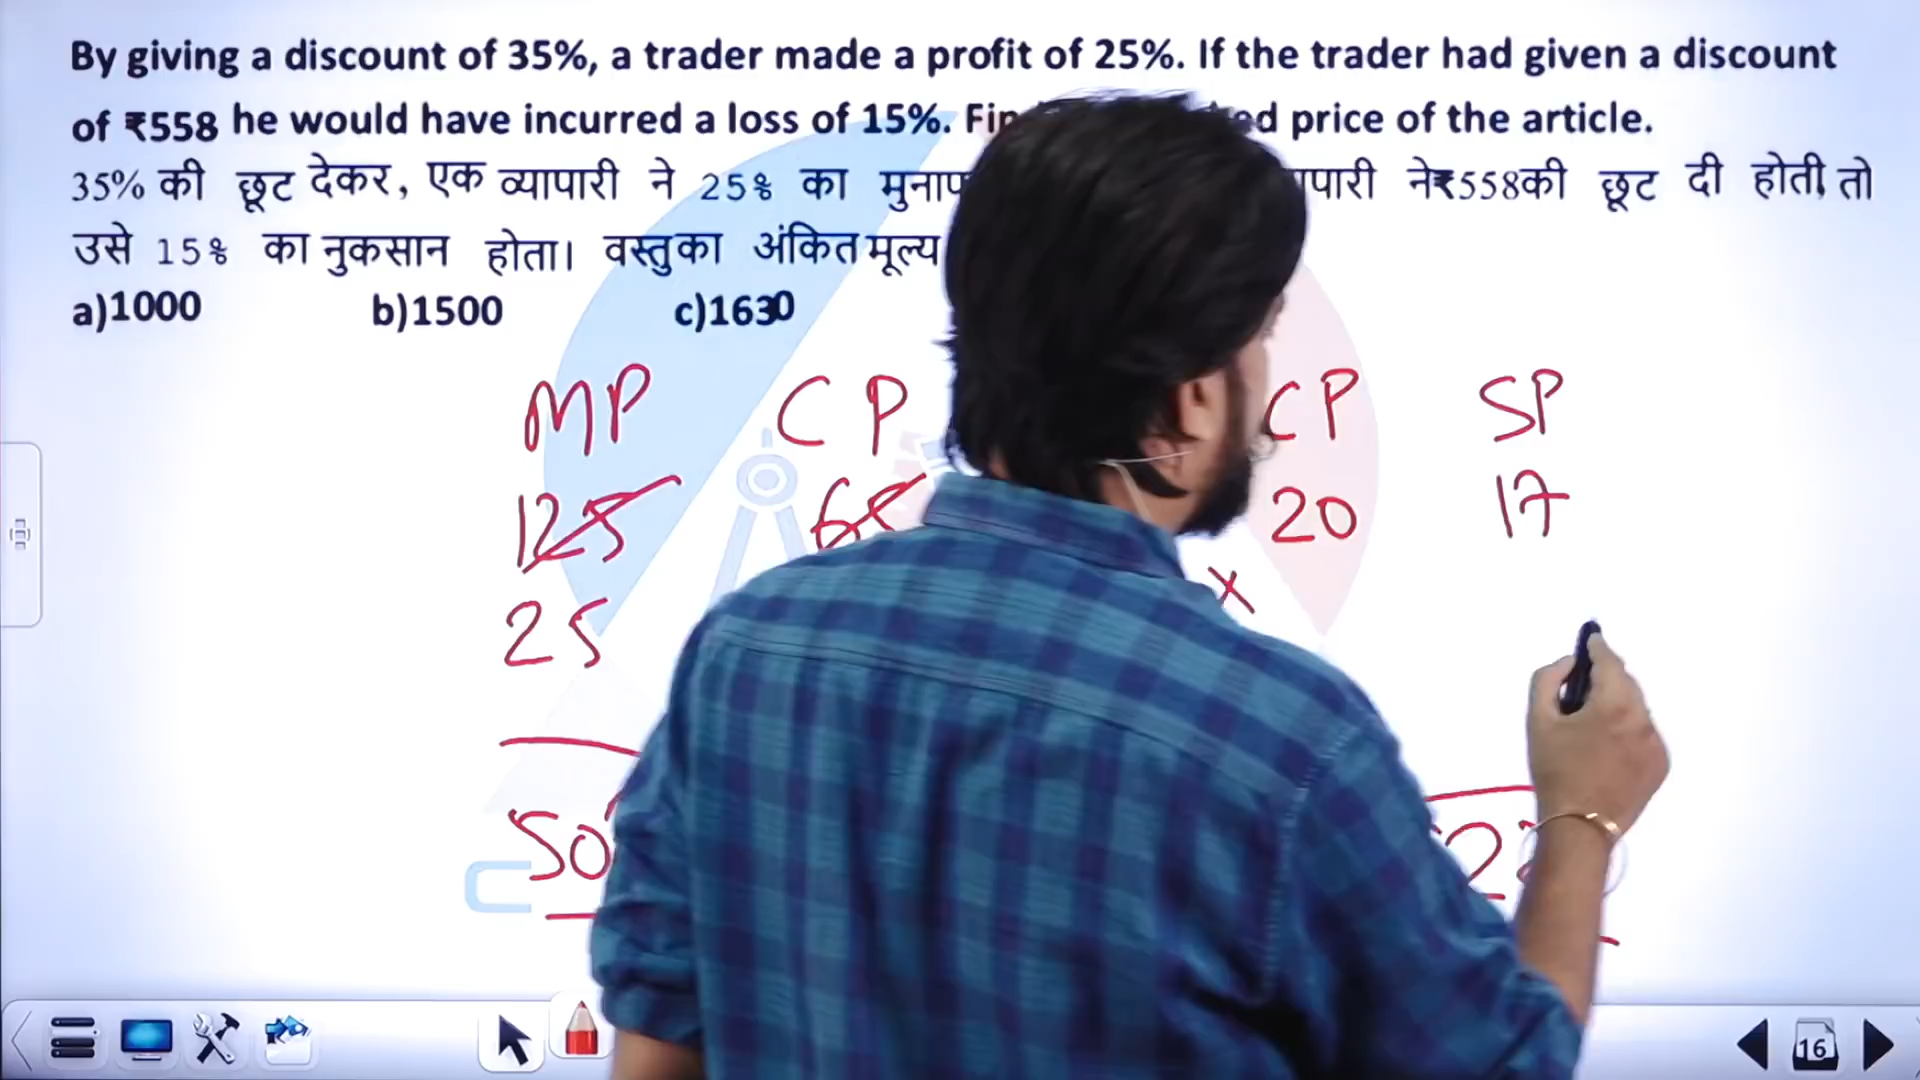 By giving a discount of 35%, a trader made a profit of 25%. If the trader had given a discount
of ₹558 he would have incurred a loss of 15%. price of the article.
35% की छूट देकर, एक व्यापारी ने 25% का ने ₹558की छूट दी होती, तो
उसे 15% का नुकसान होता। वस्तुका अंकित मूल्य
a)1000 b)1500 c)1630
MP CP CP SP
125 65 20 17
25 x
50
16